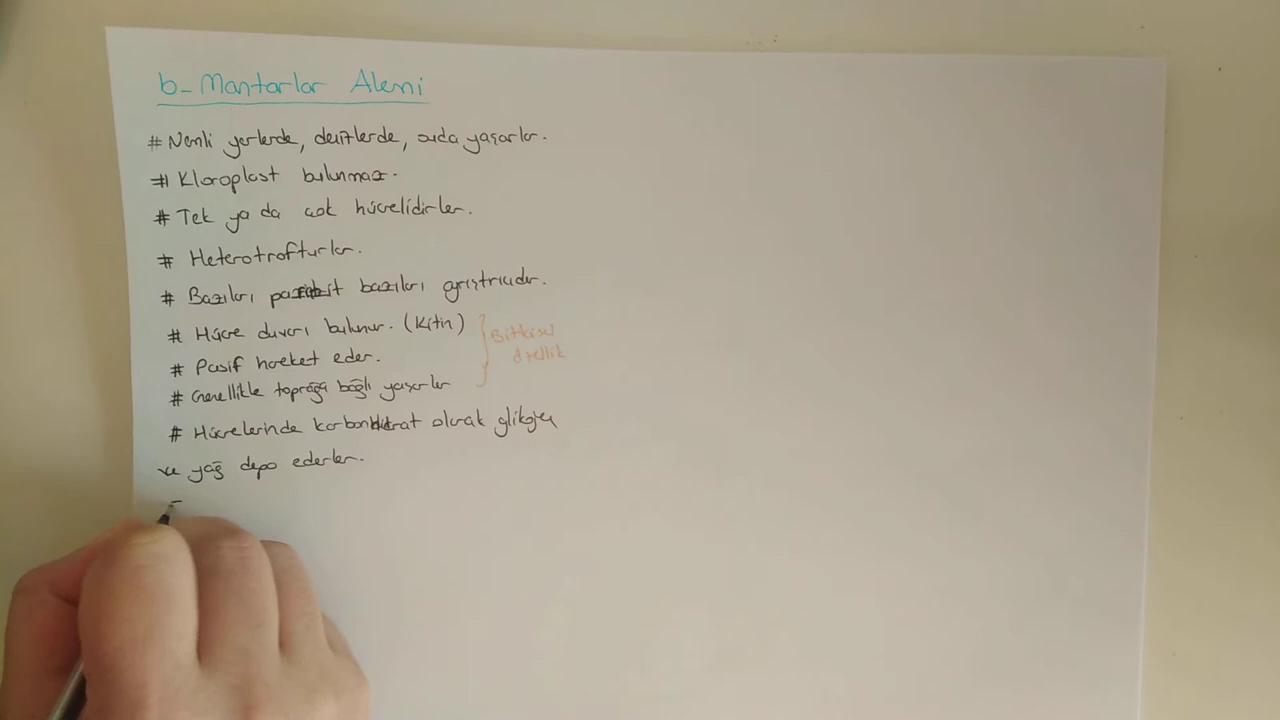 b- Mantarlar Alemi
# Nemli yerlerde, denizlerde, suda yaşarlar.
# Kloroplast bulunmaz.
# Tek ya da çok hücrelidirler.
# Heterotrofturlar.
# Bazıları parazit bazıları ayrıştırıcıdır.
# Hücre duvarı bulunur. (Kitin)
# Pasif hareket eder.
# Genellikle toprağa bağlı yaşarlar
Bitkisel
özellik
# Hücrelerinde karbonhidrat olarak glikojen
ve yağ depo ederler.